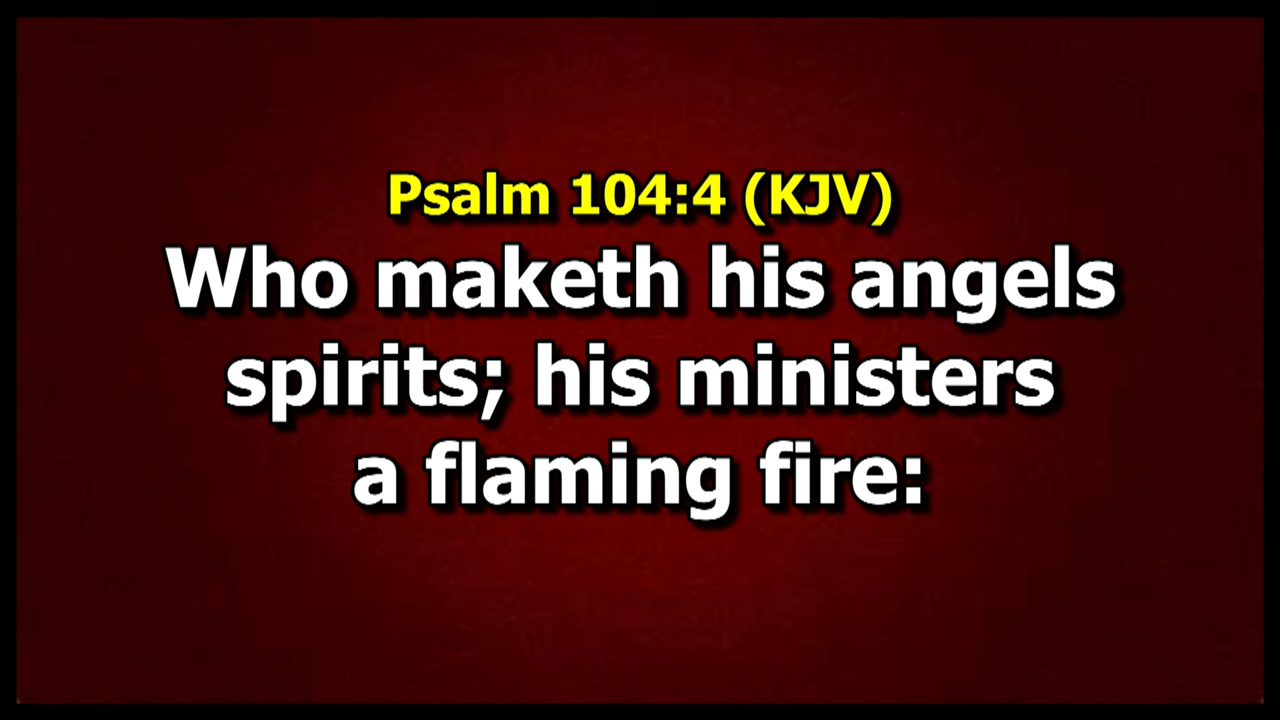 Psalm 104:4 (KJV)
Who maketh his angels
spirits; his ministers
a flaming fire: